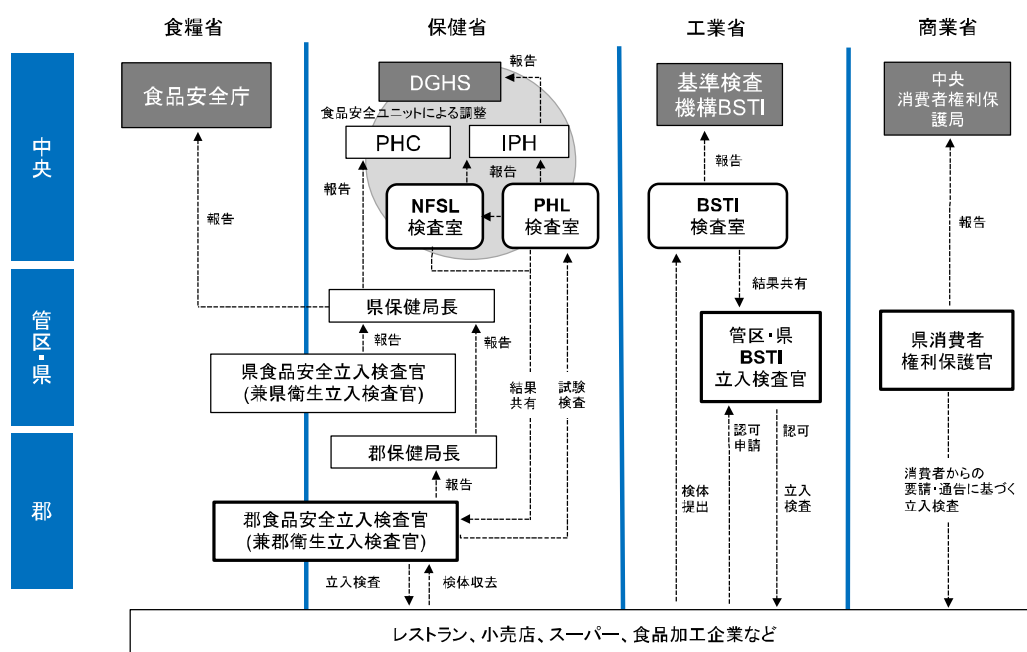 食糧省
保健省
工業省
商業省
中央
管区・県
郡
食品安全庁
DGHS
報告
食品安全ユニットによる調整
PHC
IPH
報告
報告
NFSL
検査室
PHL
検査室
基準検査
機構BSTI
報告
BSTI
検査室
中央
消費者権利保
護局
報告
報告
県保健局長
報告
報告
県食品安全立入検査官
(兼県衛生立入検査官)
結果
共有
試験
検査
郡保健局長
報告
郡食品安全立入検査官
(兼郡衛生立入検査官)
立入検査
検体収去
結果共有
管区・県
BSTI
立入検査官
認可
申請
認可
検体
提出
立入
検査
県消費者
権利保護官
消費者からの
要請・通告に基づく
立入検査
レストラン、小売店、スーパー、食品加工企業など